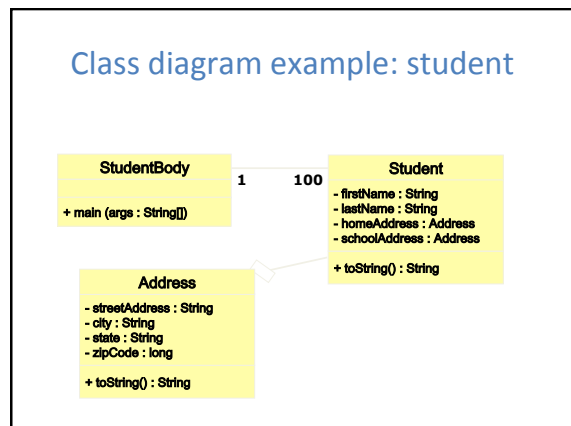 Class diagram example: student
StudentBody
+ main (args : String[])
1
100
Student
- firstName : String
- lastName : String
- homeAddress : Address
- schoolAddress : Address
+ toString() : String
Address
- streetAddress : String
- city : String
- state : String
- zipCode : long
+ toString() : String